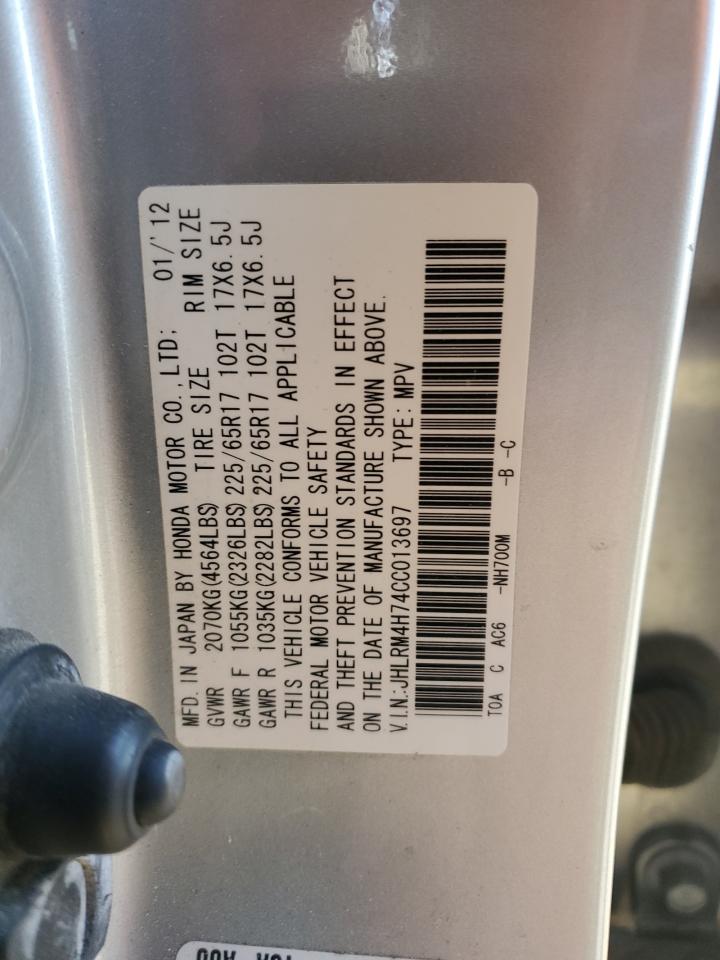 MFD. IN JAPAN BY HONDA MOTOR CO., LTD; 01/'12
GVWR 2070KG(4564LBS) TIRE SIZE RIM SIZE
GAWR F 1055KG(2326LBS) 225/65R17 102T 17X6.5J
GAWR R 1035KG(2282LBS) 225/65R17 102T 17X6.5J
THIS VEHICLE CONFORMS TO ALL APPLICABLE
FEDERAL MOTOR VEHICLE SAFETY
AND THEFT PREVENTION STANDARDS IN EFFECT
ON THE DATE OF MANUFACTURE SHOWN ABOVE.
V.I.N.:JHLRM4H74CC013697 TYPE: MPV
T0A C AC6 -NH700M -B -C